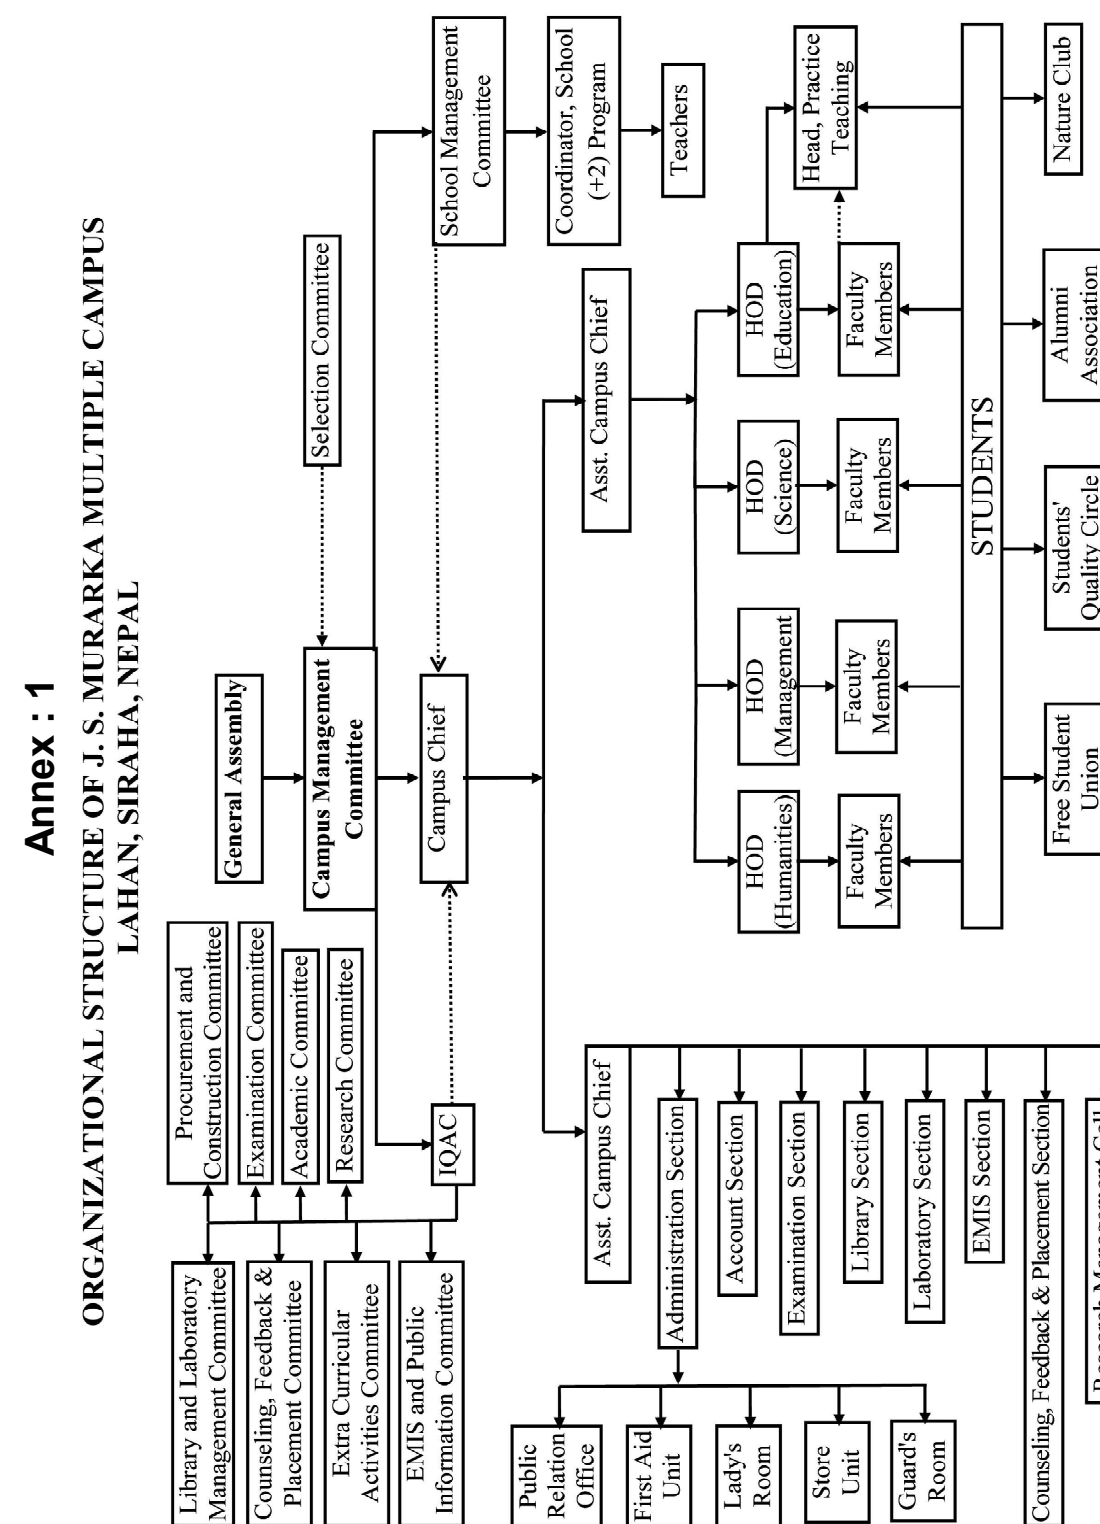 Annex : 1
ORGANIZATIONAL STRUCTURE OF J. S. MURARKA MULTIPLE CAMPUS
LAHAN, SIRAHA, NEPAL
General Assembly
Campus Management
Committee
Selection Committee
Campus Chief
School Management
Committee
Coordinator, School
(+2) Program
Teachers
Procurement and
Construction Committee
Examination Committee
Academic Committee
Research Committee
IQAC
Library and Laboratory
Management Committee
Counseling, Feedback &
Placement Committee
Extra Curricular
Activities Committee
EMIS and Public
Information Committee
Asst. Campus Chief
Administration Section
Account Section
Examination Section
Library Section
Laboratory Section
EMIS Section
Counseling, Feedback & Placement Section
Public
Relation
Office
First Aid
Unit
Lady's
Room
Store
Unit
Guard's
Room
Asst. Campus Chief
HOD
(Humanities)
HOD
(Management
HOD
(Science)
HOD
(Education)
Head, Practice
Teaching
Faculty
Members
Faculty
Members
Faculty
Members
Faculty
Members
STUDENTS
Free Student
Union
Students'
Quality Circle
Alumni
Association
Nature Club